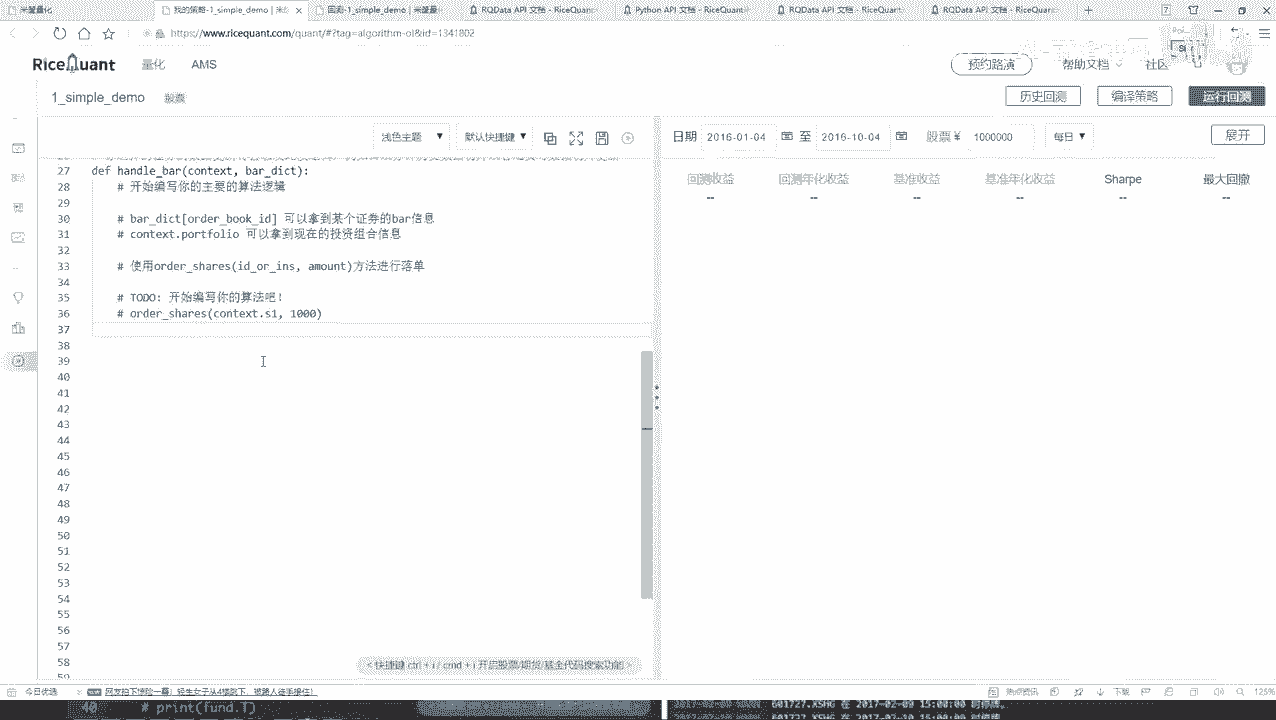 米筐量化
我的策略-1_simple_demo | 米筐
回测-1_simple_demo | 米筐量化
RQData API 文档 - RiceQuant
Python API 文档 - RiceQuant
RQData API 文档 - RiceQuant
RQData API 文档 - RiceQuant
https://www.ricequant.com/quant/#?tag=algorithm-ol&id=1341802
RiceQuant 量化 AMS 预约路演 帮助文档 社区
1_simple_demo 股票 历史回测 编译策略 运行回测
浅色主题 默认快捷键 日期 2016-01-04 至 2016-10-04 股票 ¥ 1000000 每日 展开
回测收益 回测年化收益 基准收益 基准年化收益 Sharpe 最大回撤
-- -- -- -- -- --
27 def handle_bar(context, bar_dict):
28 # 开始编写你的主要的算法逻辑
29
30 # bar_dict[order_book_id] 可以拿到某个证券的bar信息
31 # context.portfolio 可以拿到现在的投资组合信息
32
33 # 使用order_shares(id_or_ins, amount)方法进行落单
34
35 # TODO: 开始编写你的算法吧!
36 # order_shares(context.s1, 1000)
37
38
39
40
41
42
43
44
45
46
47
48
49
50
51
52
53
54
55
56
57
58
< 快捷键 ctrl + i / cmd + i 开启股票/期货/基金代码搜索功能
今日优选 热点资讯 下载 125%
40 # print(fund.T)
601727.XSHG 在 2017-02-09 15:00:00 时停牌。